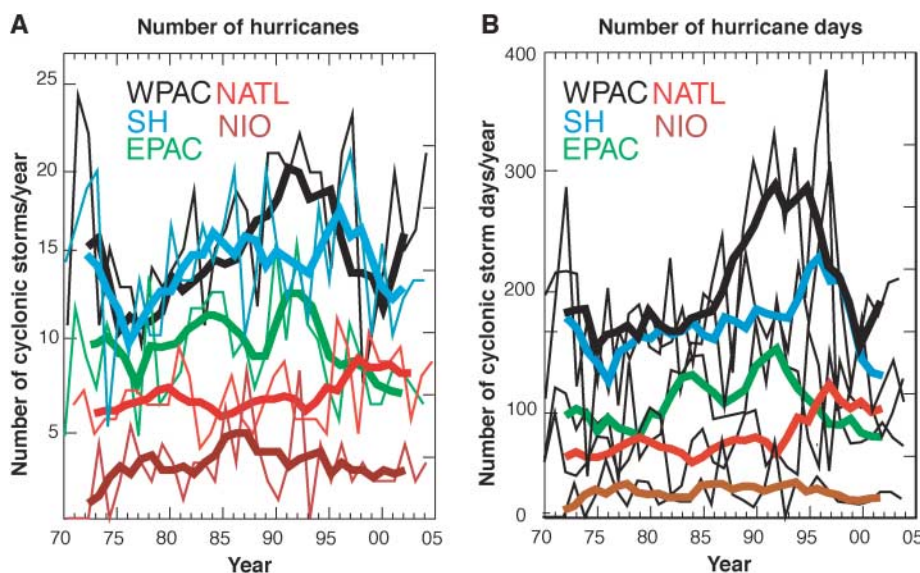 A
Number of hurricanes
25
20
15
10
5
WPAC NATL
SH NIO
EPAC
Number of cyclonic storms/year
70 75 80 85 90 95 00 05
Year
B
Number of hurricane days
400
300
200
100
0
WPAC NATL
SH NIO
EPAC
Number of cyclonic storm days/year
70 75 80 85 90 95 00 05
Year